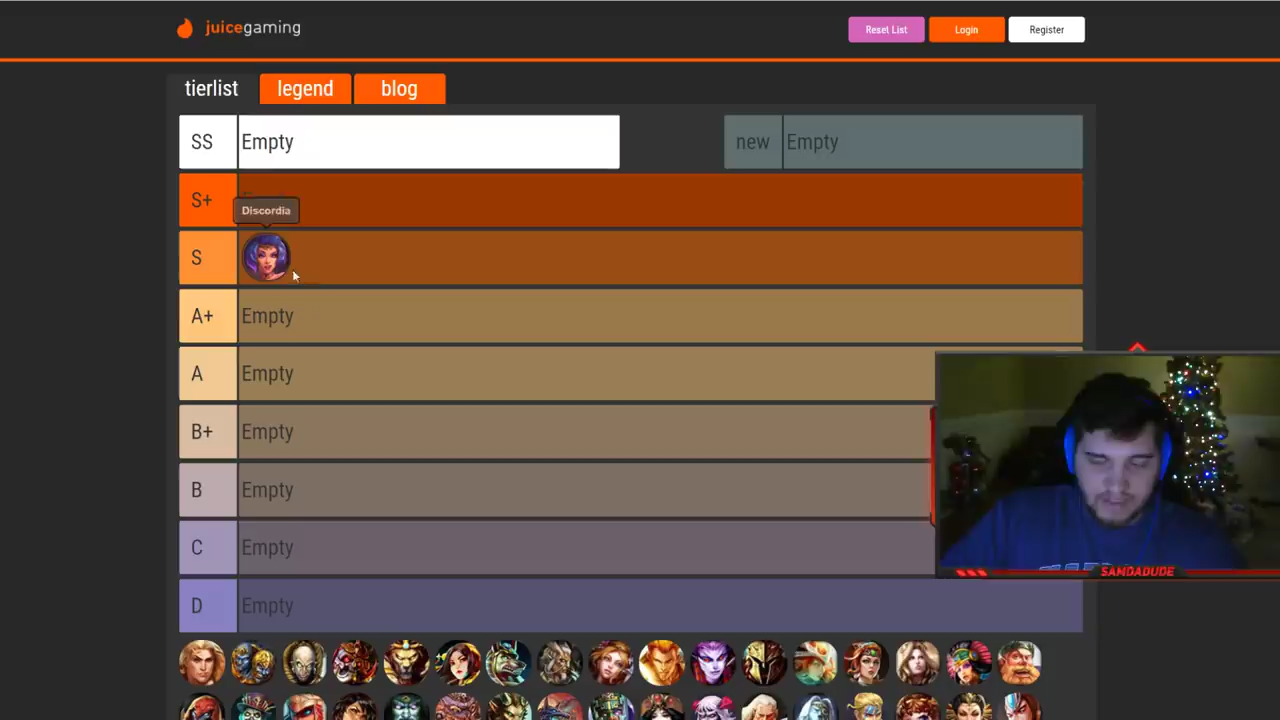 juicegaming
Reset List
Login
Register
tierlist
legend
blog
SS
Empty
new
Empty
S+
Discordia
S
A+
Empty
A
Empty
B+
Empty
B
Empty
C
Empty
D
Empty
SAMDADUDE